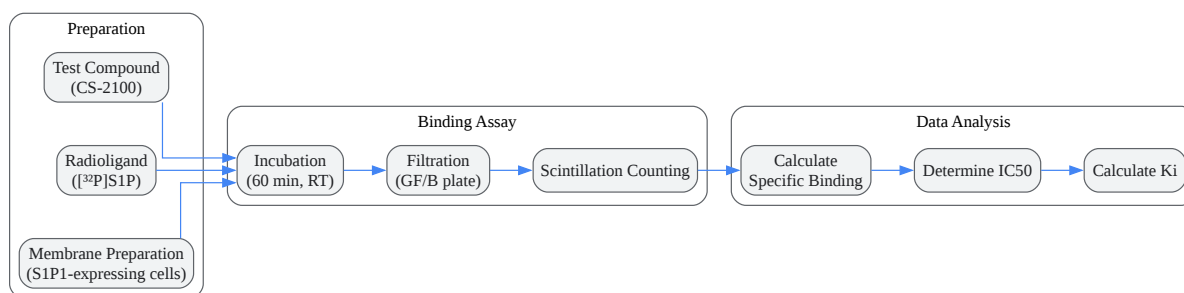 Preparation
Test Compound
(CS-2100)
Radioligand
([³²P]S1P)
Membrane Preparation
(S1P1-expressing cells)
Binding Assay
Incubation
(60 min, RT)
Filtration
(GF/B plate)
Scintillation Counting
Data Analysis
Calculate
Specific Binding
Determine IC50
Calculate Ki